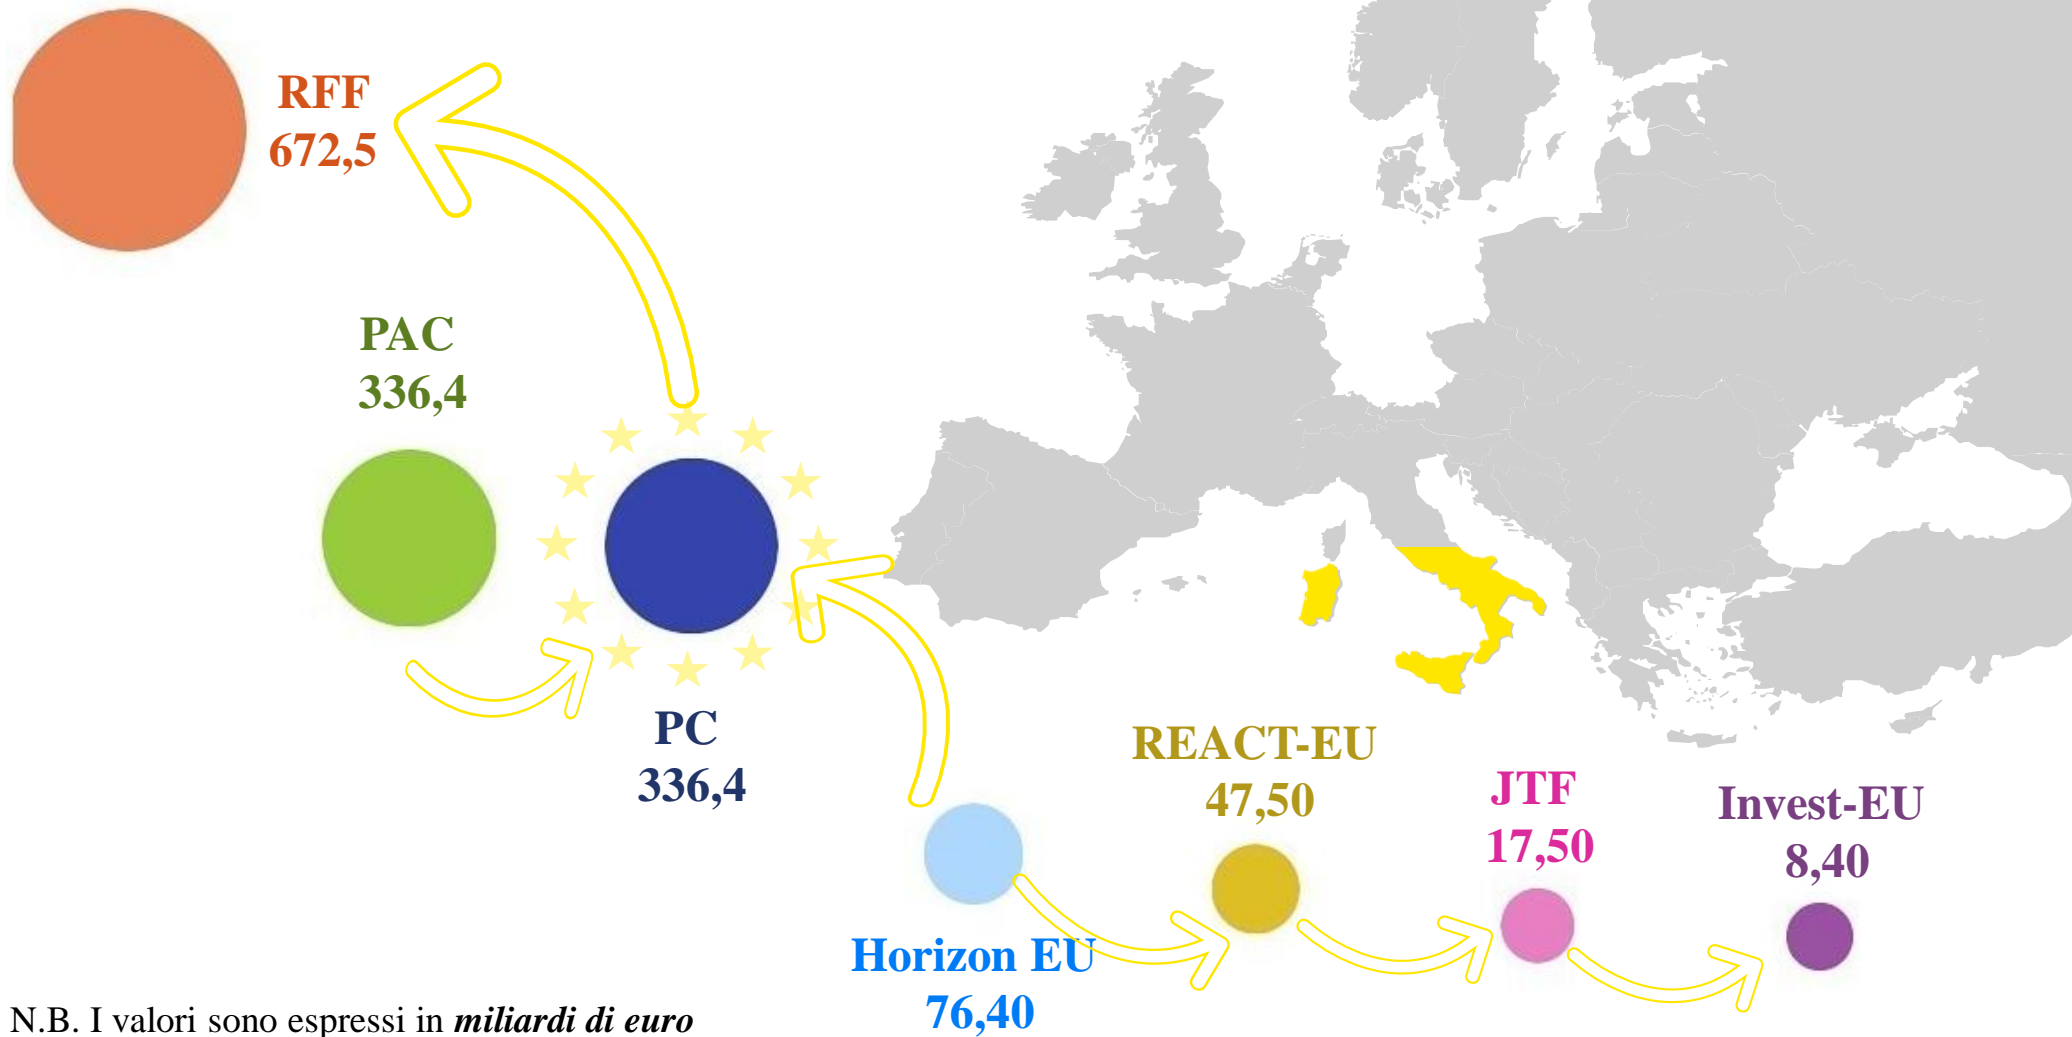 RFF
672,5
PAC
336,4
PC
336,4
REACT-EU
47,50
JTF
17,50
Invest-EU
8,40
Horizon EU
76,40
N.B. I valori sono espressi in miliardi di euro